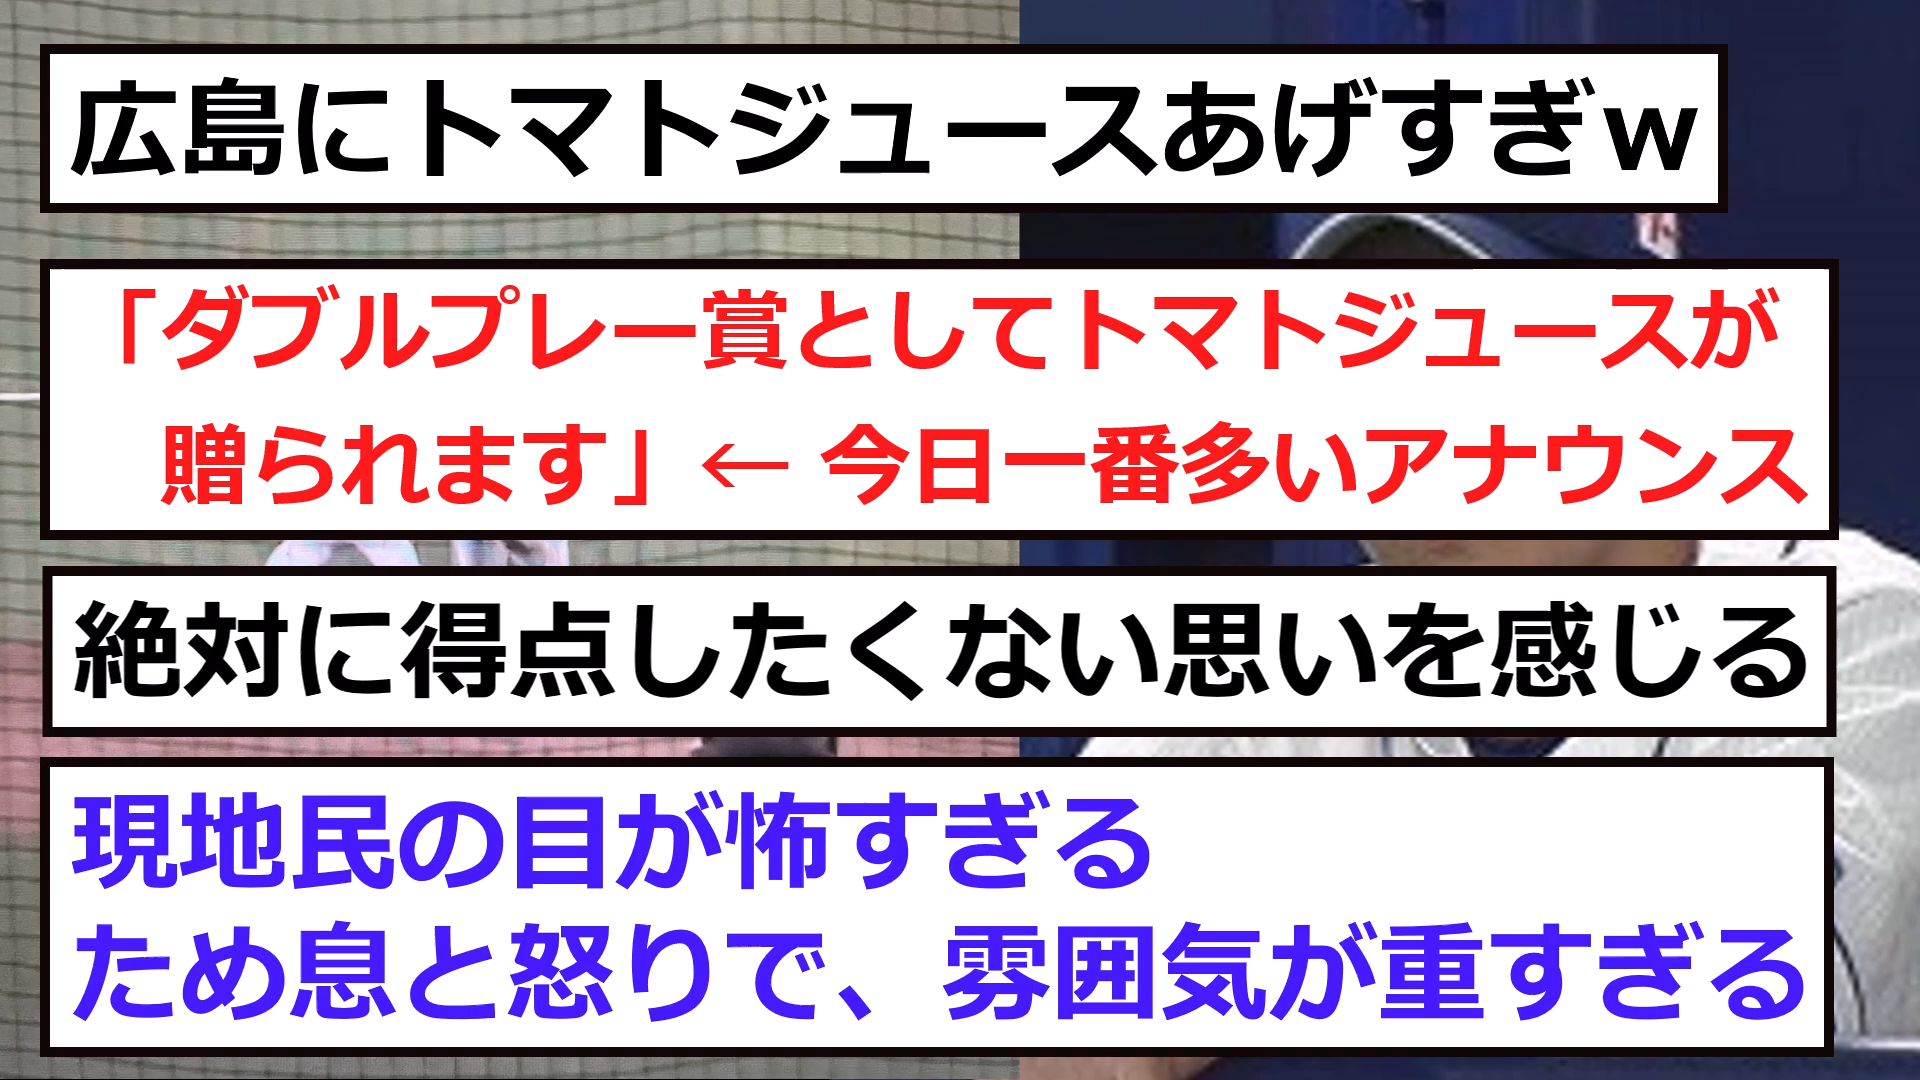 広島にトマトジュースあげすぎｗ
「ダブルプレー賞としてトマトジュースが
贈られます」← 今日一番多いアナウンス
絶対に得点したくない思いを感じる
現地民の目が怖すぎる
ため息と怒りで、雰囲気が重すぎる